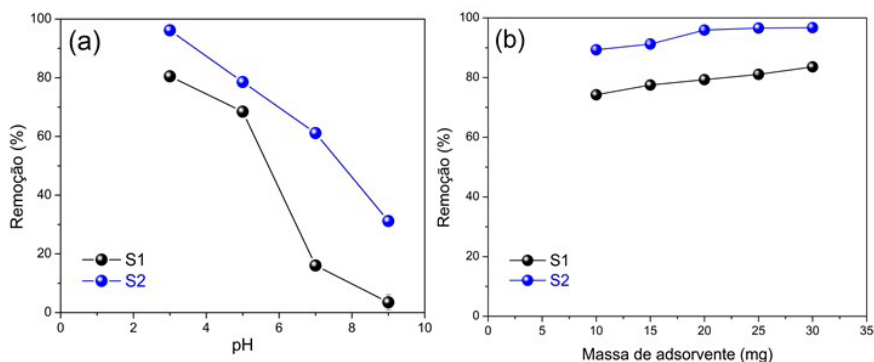 (a)
Remoção (%)
100
80
60
40
20
0
S1
S2
0 2 4 6 8 10
pH
(b)
Remoção (%)
100
80
60
40
20
0
S1
S2
0 5 10 15 20 25 30 35
Massa de adsorvente (mg)